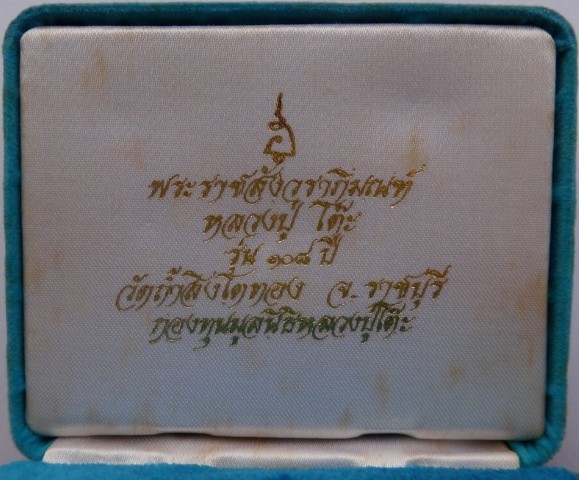 พระราชสังวราภิมณฑ์
หลวงปู่ โต๊ะ
รุ่น ๑๐๘ ปี
วัดถ้ำสิงโตทอง จ. ราชบุรี
กองทุนมูลนิธิหลวงปู่โต๊ะ